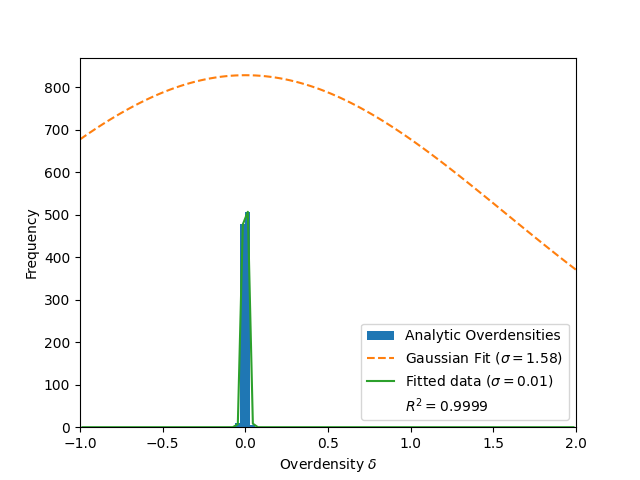 800
700
600
500
400
300
200
100
0
Frequency
−1.0 −0.5 0.0 0.5 1.0 1.5 2.0
Overdensity δ
Analytic Overdensities
Gaussian Fit (σ = 1.58)
Fitted data (σ = 0.01)
R² = 0.9999